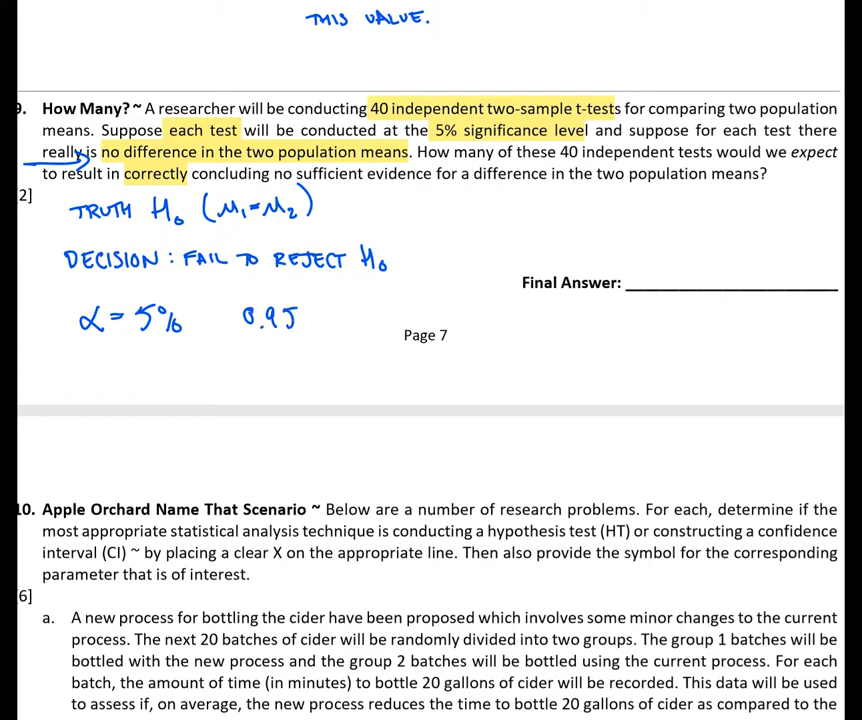 THIS VALUE.
9. How Many? ~ A researcher will be conducting 40 independent two-sample t-tests for comparing two population
means. Suppose each test will be conducted at the 5% significance level and suppose for each test there
really is no difference in the two population means. How many of these 40 independent tests would we expect
to result in correctly concluding no sufficient evidence for a difference in the two population means?
2]
TRUTH H₀ (μ₁=μ₂)
DECISION: FAIL TO REJECT H₀
Final Answer: ____________________
α = 5% 0.95
Page 7
10. Apple Orchard Name That Scenario ~ Below are a number of research problems. For each, determine if the
most appropriate statistical analysis technique is conducting a hypothesis test (HT) or constructing a confidence
interval (CI) ~ by placing a clear X on the appropriate line. Then also provide the symbol for the corresponding
parameter that is of interest.
[6]
a. A new process for bottling the cider have been proposed which involves some minor changes to the current
process. The next 20 batches of cider will be randomly divided into two groups. The group 1 batches will be
bottled with the new process and the group 2 batches will be bottled using the current process. For each
batch, the amount of time (in minutes) to bottle 20 gallons of cider will be recorded. This data will be used
to assess if, on average, the new process reduces the time to bottle 20 gallons of cider as compared to the